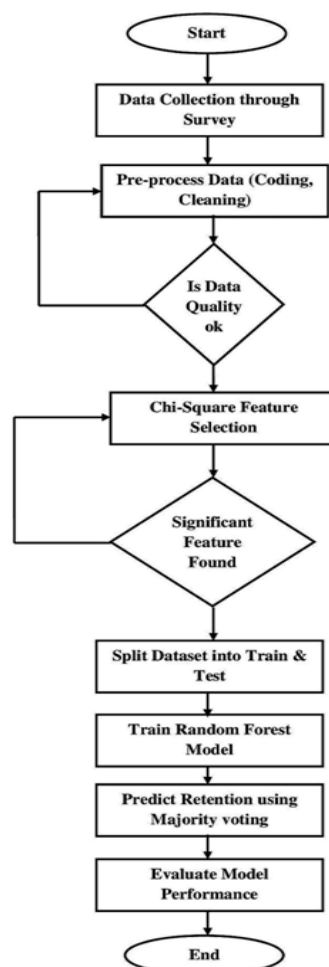 Start
Data Collection through
Survey
Pre-process Data (Coding,
Cleaning)
Is Data
Quality
ok
Chi-Square Feature
Selection
Significant
Feature
Found
Split Dataset into Train &
Test
Train Random Forest
Model
Predict Retention using
Majority voting
Evaluate Model
Performance
End